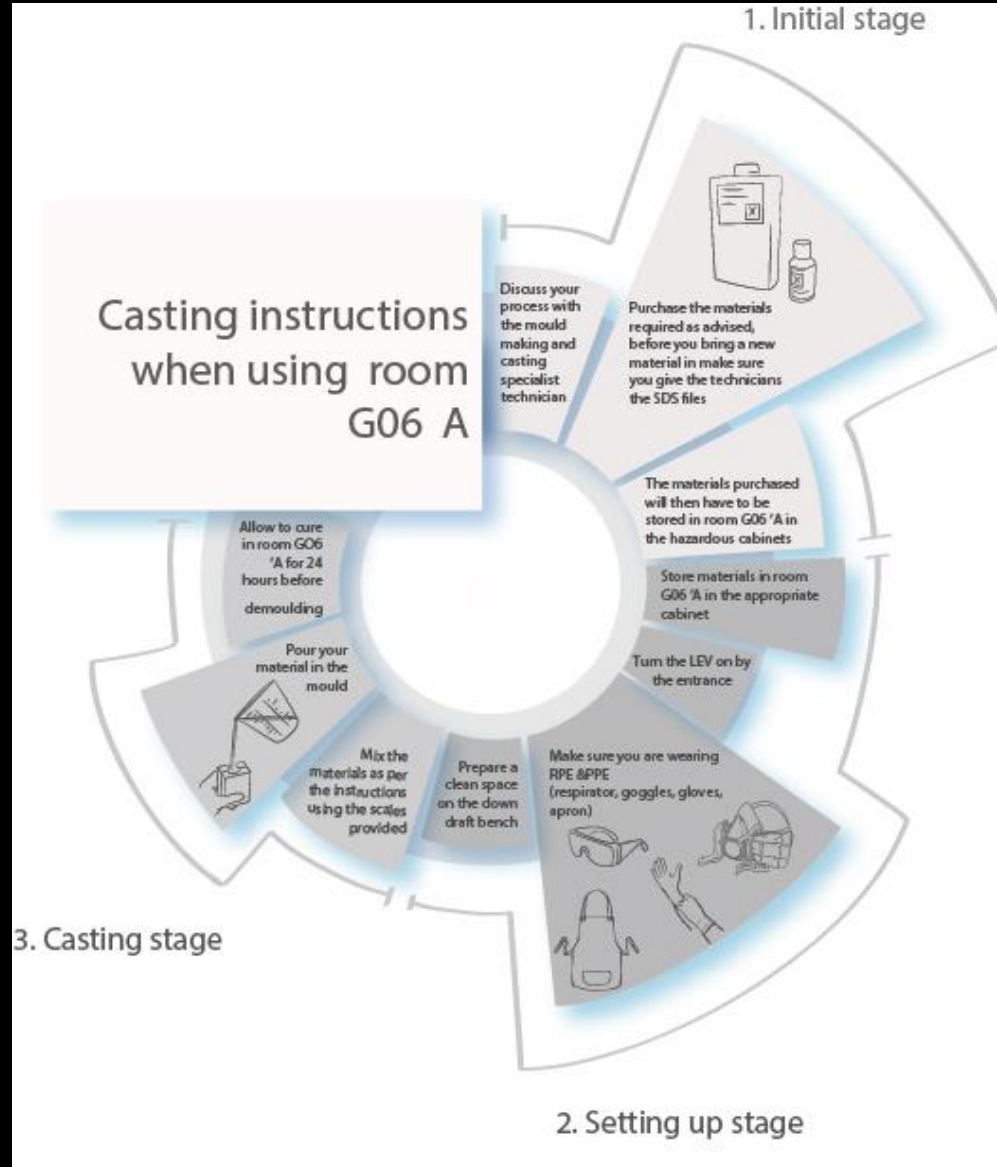 1. Initial stage
Casting instructions
when using room
G06 A
Discuss your
process with
the mould
making and
casting
specialist
technician
Purchase the materials
required as advised,
before you bring a new
material in make sure
you give the technicians
the SDS files
The materials purchased
will then have to be
stored in room G06 'A in
the hazardous cabinets
Store materials in room
G06 'A in the appropriate
cabinet
Turn the LEV on by
the entrance
Make sure you are wearing
RPE &PPE
(respirator, goggles, gloves,
apron)
Prepare a
clean space
on the down
draft bench
Mix the
materials as per
the instructions
using the scales
provided
Pour your
material in the
mould
Allow to cure
in room GO6
'A for 24
hours before
demoulding
3. Casting stage
2. Setting up stage